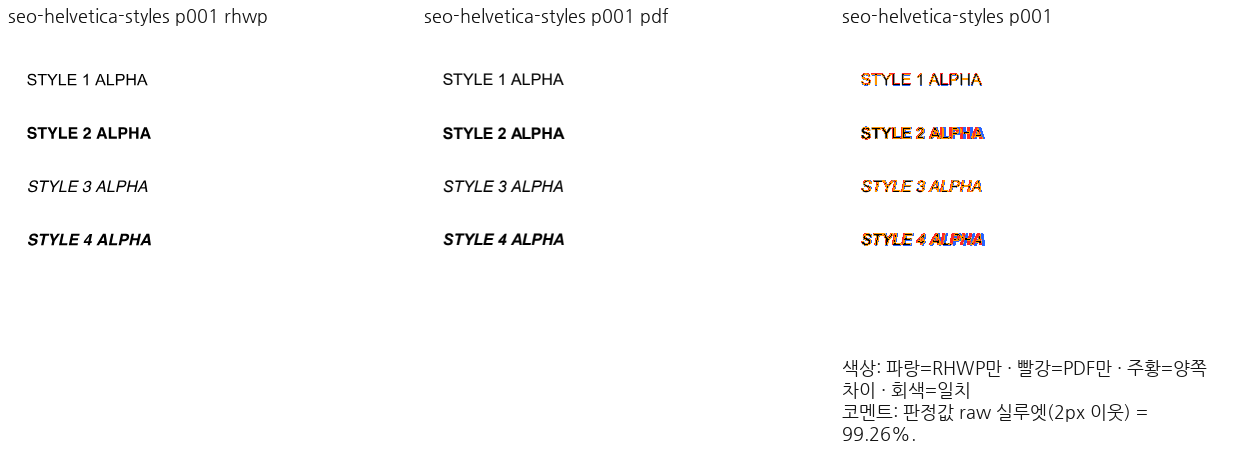 seo-helvetica-styles p001 rhwp
STYLE 1 ALPHA
STYLE 2 ALPHA
STYLE 3 ALPHA
STYLE 4 ALPHA
seo-helvetica-styles p001 pdf
STYLE 1 ALPHA
STYLE 2 ALPHA
STYLE 3 ALPHA
STYLE 4 ALPHA
seo-helvetica-styles p001
STYLE 1 ALPHA
STYLE 2 ALPHA
STYLE 3 ALPHA
STYLE 4 ALPHA
색상: 파랑=RHWP만 · 빨강=PDF만 · 주황=양쪽
차이 · 회색=일치
코멘트: 판정값 raw 실루엣(2px 이웃) =
99.26%.